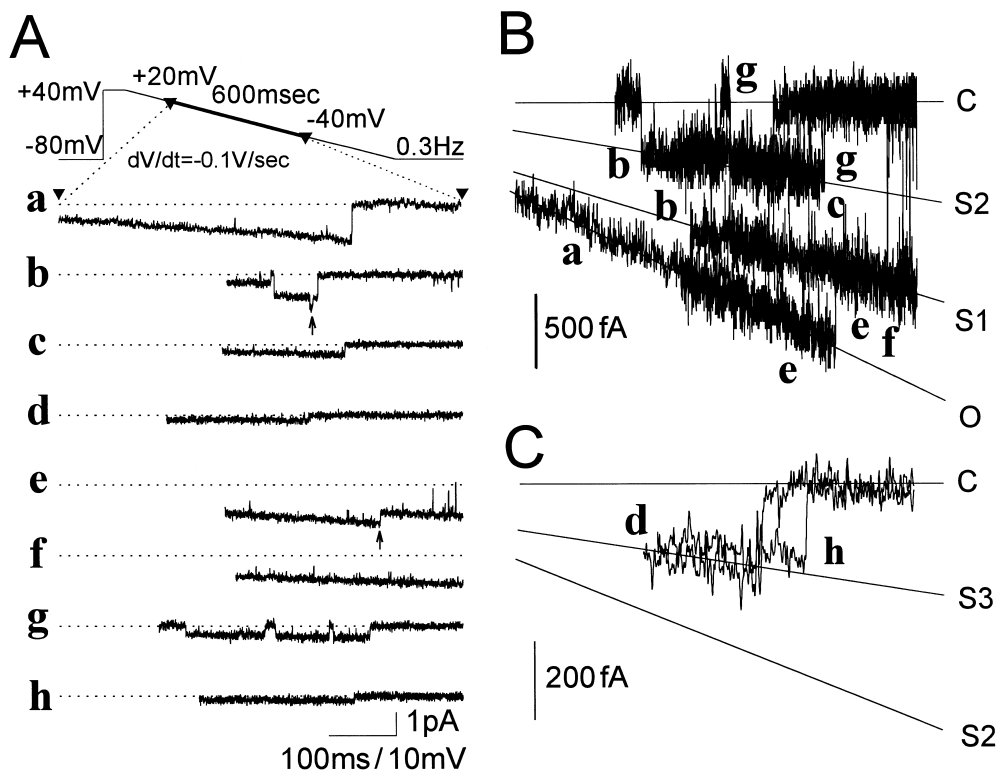 A
+40mV
+20mV
600msec
-40mV
-80mV
dV/dt=-0.1V/sec
0.3Hz
a
b
c
d
e
f
g
h
1pA
100ms/10mV
B
g
C
b
g
S2
b
c
a
e
f
S1
500 fA
e
O
C
C
d
h
S3
200 fA
S2